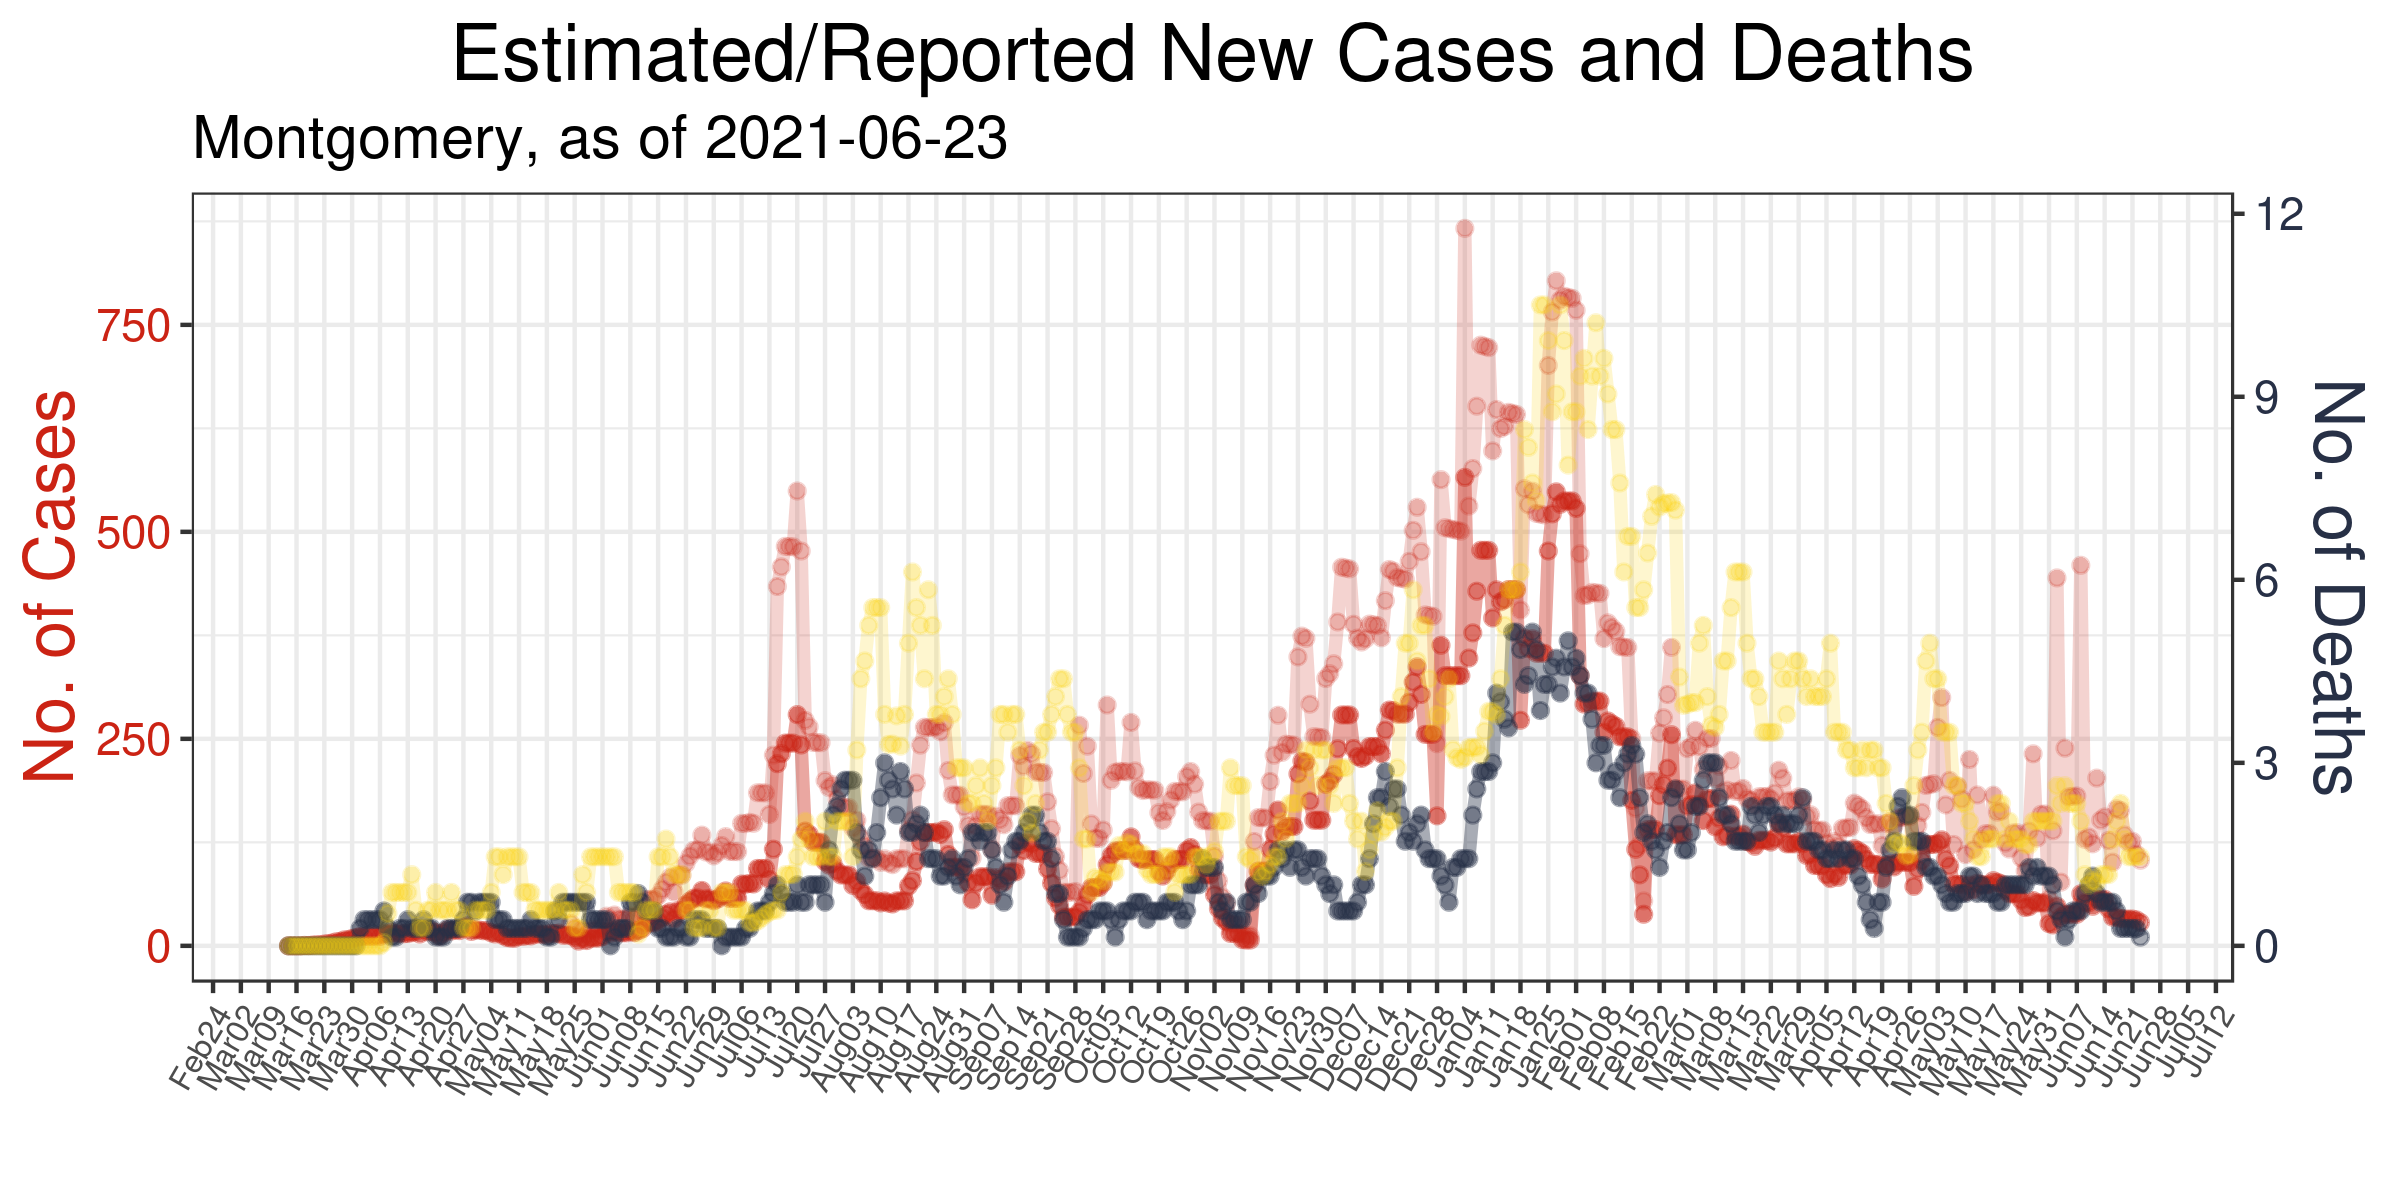 Estimated/Reported New Cases and Deaths
Montgomery, as of 2021-06-23
No. of Cases
750
500
250
0
12
9
6
3
0
No. of Deaths
Feb24
Mar02
Mar09
Mar16
Mar23
Mar30
Apr06
Apr13
Apr20
Apr27
May04
May11
May18
May25
Jun01
Jun08
Jun15
Jun22
Jun29
Jul06
Jul13
Jul20
Jul27
Aug03
Aug10
Aug17
Aug24
Aug31
Sep07
Sep14
Sep21
Sep28
Oct05
Oct12
Oct19
Oct26
Nov02
Nov09
Nov16
Nov23
Nov30
Dec07
Dec14
Dec21
Dec28
Jan04
Jan11
Jan18
Jan25
Feb01
Feb08
Feb15
Feb22
Mar01
Mar08
Mar15
Mar22
Mar29
Apr05
Apr12
Apr19
Apr26
May03
May10
May17
May24
May31
Jun07
Jun14
Jun21
Jun28
Jul05
Jul12